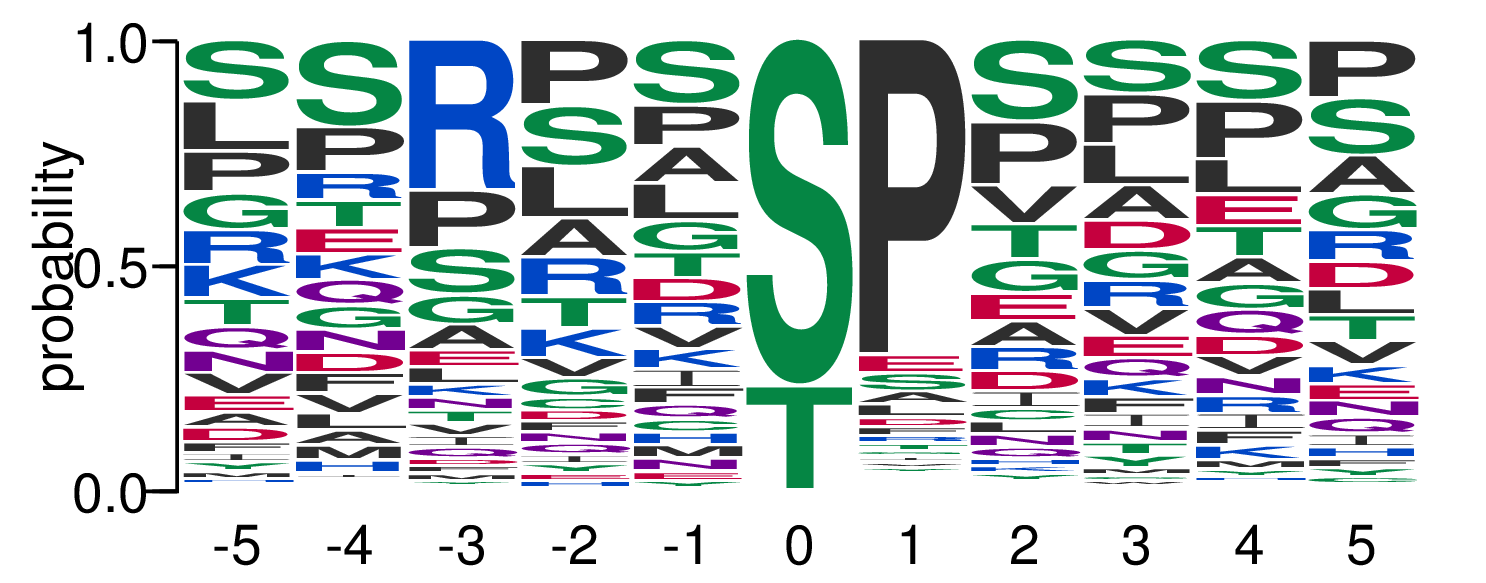 probability
1.0
0.5
0.0
S L P G R K T Q N V E A D
S P R T E K Q G N D F V L A M H I
R P S G A E L K N T V I Q D
P S L A R T K V G C D F N Q I Y H
S P A L G T D R V K I F Q C H M N E Y
S T
P E S A L D
S P V T G E A R D I C L N Q H K Y
S P L A D G R V E Q K F I N T
S P L E T A G Q D V N R I F K M H
P S A G R D L T V K E N Q I H F Y C
-5 -4 -3 -2 -1 0 1 2 3 4 5